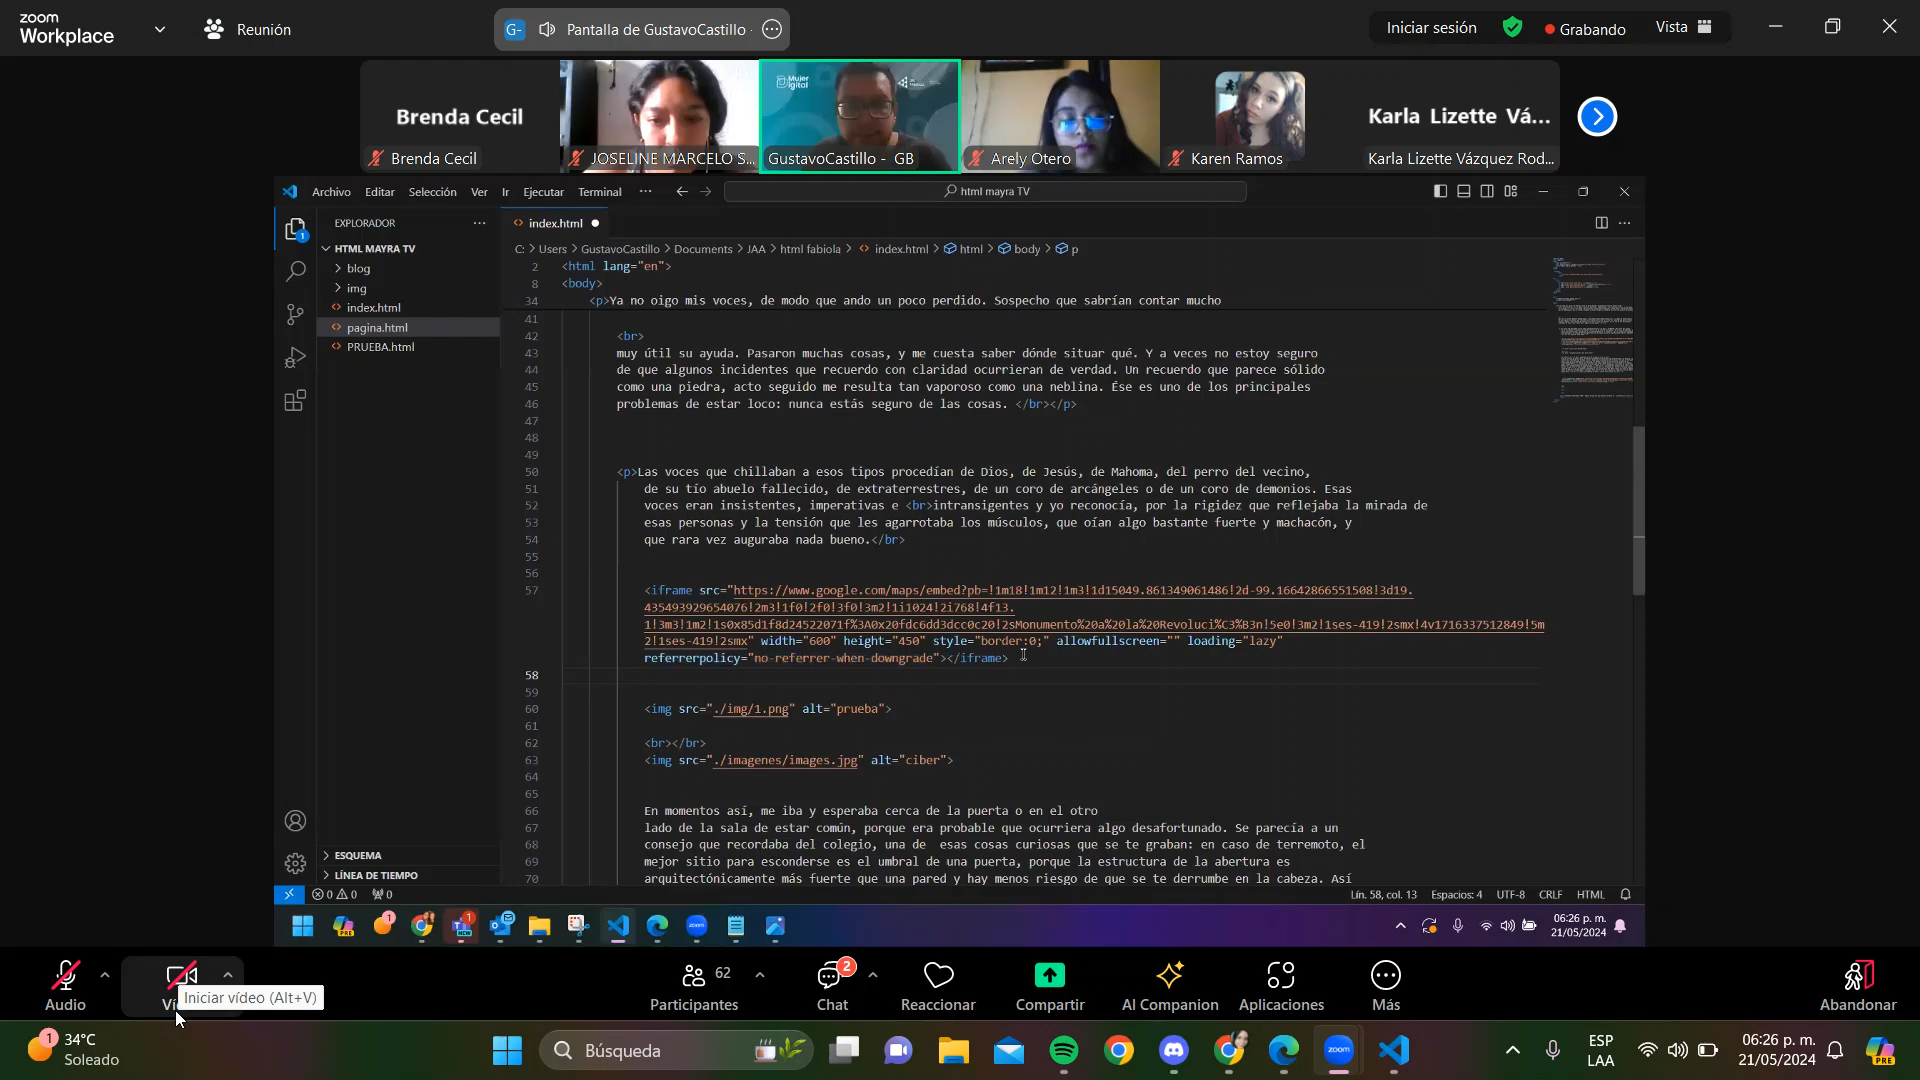 zoom
Workplace
Reunión
G-
Pantalla de GustavoCastillo
Iniciar sesión
Grabando
Vista
Brenda Cecil
Brenda Cecil
JOSELINE MARCELO S...
Mujer
Digital
GustavoCastillo - GB
Arely Otero
Karen Ramos
Karla Lizette Vá...
Karla Lizette Vázquez Rod...
Archivo Editar Selección Ver Ir Ejecutar Terminal ···
html mayra TV
EXPLORADOR
index.html
1
HTML MAYRA TV
blog
img
index.html
pagina.html
PRUEBA.html
C: > Users > GustavoCastillo > Documents > JAA > html fabiola > index.html > html > body > p
2 <html lang="en">
8 <body>
34 <p>Ya no oigo mis voces, de modo que ando un poco perdido. Sospecho que sabrían contar mucho
41
42 <br>
43 muy útil su ayuda. Pasaron muchas cosas, y me cuesta saber dónde situar qué. Y a veces no estoy seguro
44 de que algunos incidentes que recuerdo con claridad ocurrieran de verdad. Un recuerdo que parece sólido
45 como una piedra, acto seguido me resulta tan vaporoso como una neblina. Ése es uno de los principales
46 problemas de estar loco: nunca estás seguro de las cosas. </br></p>
47
48
49
50 <p>Las voces que chillaban a esos tipos procedían de Dios, de Jesús, de Mahoma, del perro del vecino,
51 de su tío abuelo fallecido, de extraterrestres, de un coro de arcángeles o de un coro de demonios. Esas
52 voces eran insistentes, imperativas e <br>intransigentes y yo reconocía, por la rigidez que reflejaba la mirada de
53 esas personas y la tensión que les agarrotaba los músculos, que oían algo bastante fuerte y machacón, y
54 que rara vez auguraba nada bueno.</br>
55
56
57 <iframe src="https://www.google.com/maps/embed?pb=!1m18!1m12!1m3!1d15049.861349061486!2d-99.16642866551508!3d19.
435493929654076!2m3!1f0!2f0!3f0!3m2!1i1024!2i768!4f13.
1!3m3!1m2!1s0x85d1f8d24522071f%3A0x20fdc6dd3dcc0c20!2sMonumento%20a%20la%20Revoluci%C3%B3n!5e0!3m2!1ses-419!2smx!4v1716337512849!5m
2!1ses-419!2smx" width="600" height="450" style="border:0;" allowfullscreen="" loading="lazy"
referrerpolicy="no-referrer-when-downgrade"></iframe>
58
59
60 <img src="./img/1.png" alt="prueba">
61
62 <br></br>
63 <img src="./imagenes/images.jpg" alt="ciber">
64
65
66 En momentos así, me iba y esperaba cerca de la puerta o en el otro
67 lado de la sala de estar común, porque era probable que ocurriera algo desafortunado. Se parecía a un
68 consejo que recordaba del colegio, una de esas cosas curiosas que se te graban: en caso de terremoto, el
69 mejor sitio para esconderse es el umbral de una puerta, porque la estructura de la abertura es
70 arquitectónicamente más fuerte que una pared y hay menos riesgo de que se te derrumbe en la cabeza. Así
ESQUEMA
LÍNEA DE TIEMPO
0 0 0
Lín. 58, col. 13 Espacios: 4 UTF-8 CRLF HTML
PRE
1
1
NEW
zoom
06:26 p. m.
21/05/2024
Audio
Ví
Iniciar vídeo (Alt+V)
62
Participantes
2
Chat
Reaccionar
Compartir
AI Companion
Aplicaciones
Más
Abandonar
1
34°C
Soleado
Búsqueda
zoom
ESP
LAA
06:26 p. m.
21/05/2024
PRE